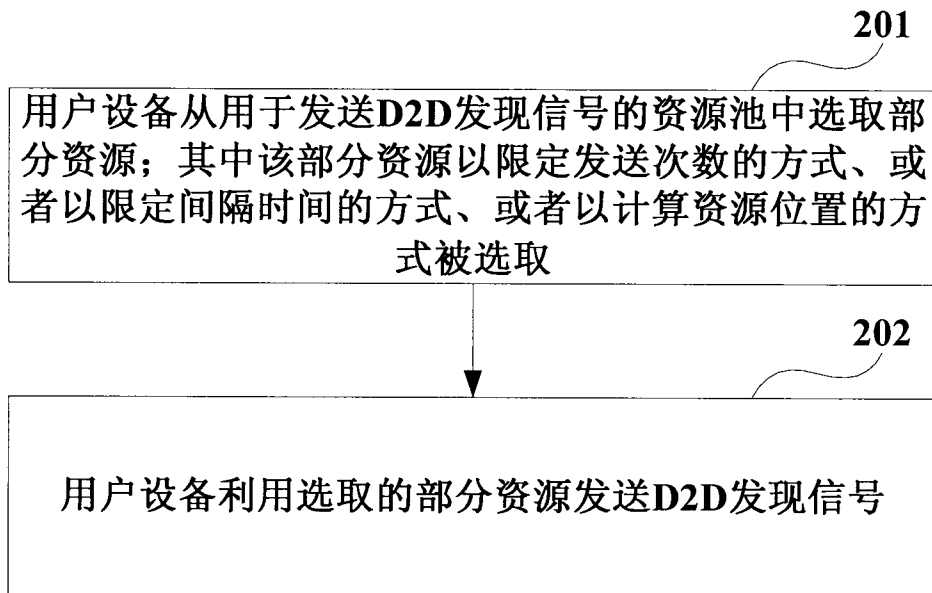 201
用户设备从用于发送D2D发现信号的资源池中选取部
分资源；其中该部分资源以限定发送次数的方式、或
者以限定间隔时间的方式、或者以计算资源位置的方
式被选取
202
用户设备利用选取的部分资源发送D2D发现信号